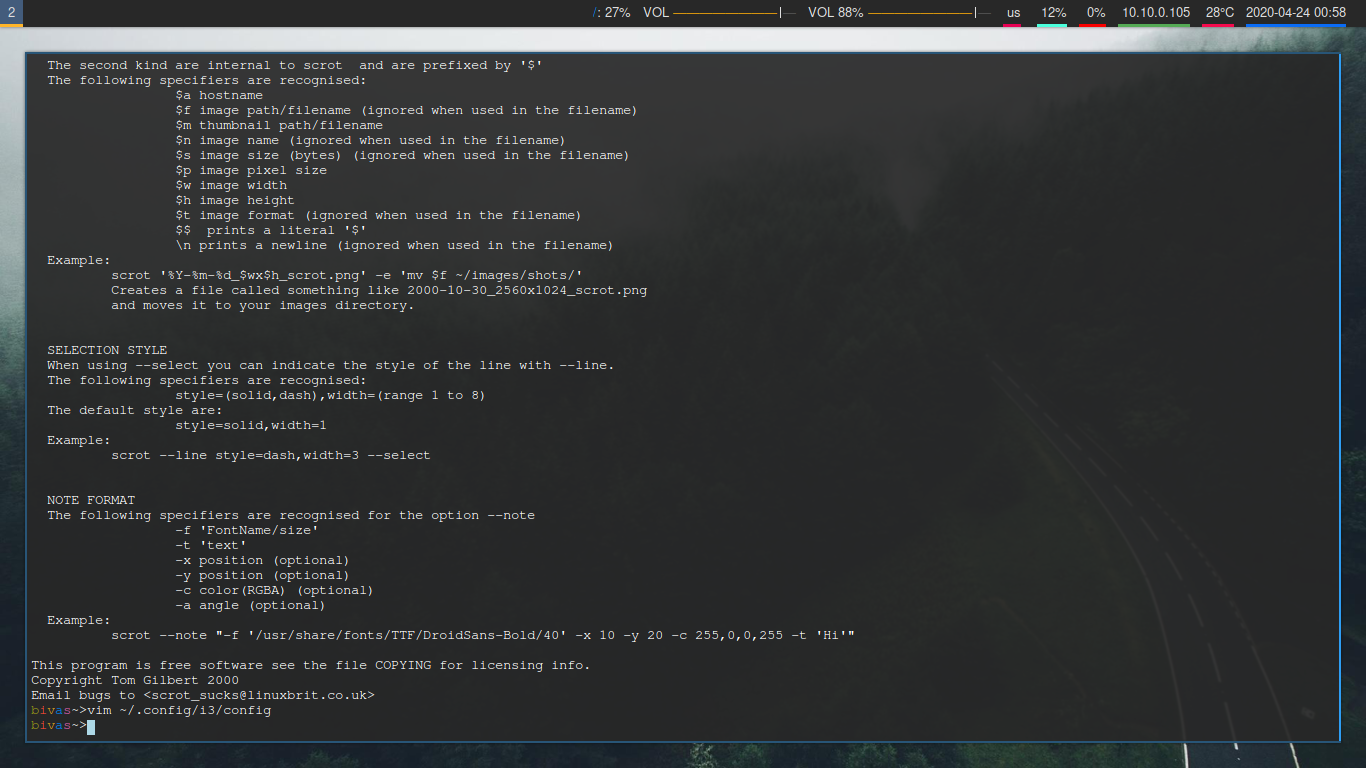 2
/: 27% VOL VOL 88% us 12% 0% 10.10.0.105 28°C 2020-04-24 00:58
The second kind are internal to scrot  and are prefixed by '$'
The following specifiers are recognised:
$a hostname
$f image path/filename (ignored when used in the filename)
$m thumbnail path/filename
$n image name (ignored when used in the filename)
$s image size (bytes) (ignored when used in the filename)
$p image pixel size
$w image width
$h image height
$t image format (ignored when used in the filename)
$$  prints a literal '$'
\n prints a newline (ignored when used in the filename)
Example:
scrot '%Y-%m-%d_$wx$h_scrot.png' -e 'mv $f ~/images/shots/'
Creates a file called something like 2000-10-30_2560x1024_scrot.png
and moves it to your images directory.
SELECTION STYLE
When using --select you can indicate the style of the line with --line.
The following specifiers are recognised:
style=(solid,dash),width=(range 1 to 8)
The default style are:
style=solid,width=1
Example:
scrot --line style=dash,width=3 --select
NOTE FORMAT
The following specifiers are recognised for the option --note
-f 'FontName/size'
-t 'text'
-x position (optional)
-y position (optional)
-c color(RGBA) (optional)
-a angle (optional)
Example:
scrot --note "-f '/usr/share/fonts/TTF/DroidSans-Bold/40' -x 10 -y 20 -c 255,0,0,255 -t 'Hi'"
This program is free software see the file COPYING for licensing info.
Copyright Tom Gilbert 2000
Email bugs to <scrot_sucks@linuxbrit.co.uk>
bivas~>vim ~/.config/i3/config
bivas~>